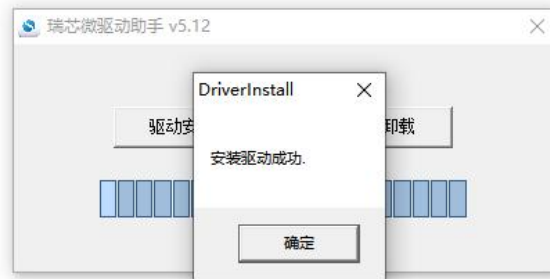 瑞芯微驱动助手 v5.12
DriverInstall
驱动安
卸载
安装驱动成功.
确定